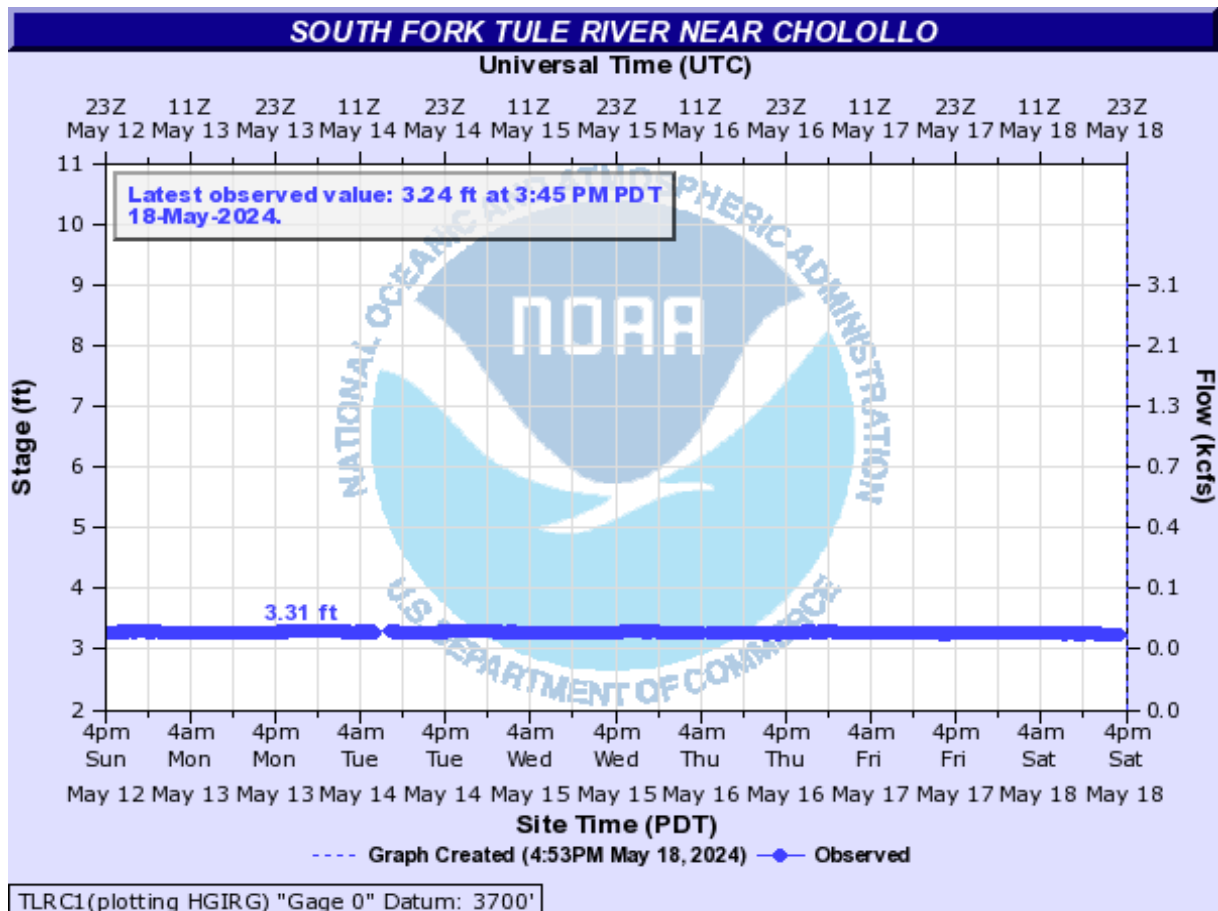 SOUTH FORK TULE RIVER NEAR CHOLOLLO
Universal Time (UTC)
23Z 11Z 23Z 11Z 23Z 11Z 23Z 11Z 23Z 11Z 23Z 11Z 23Z
May 12 May 13 May 13 May 14 May 14 May 15 May 15 May 16 May 16 May 17 May 17 May 18 May 18
Latest observed value: 3.24 ft at 3:45 PM PDT
18-May-2024.
NATIONAL OCEANIC AND ATMOSPHERIC ADMINISTRATION
NOAA
U.S. DEPARTMENT OF COMMERCE
Stage (ft)
11
10
9
8
7
6
5
4
3
2
3.31 ft
3.1
2.1
1.3
0.7
0.4
0.1
0.0
0.0
Flow (kcfs)
4pm 4am 4pm 4am 4pm 4am 4pm 4am 4pm 4am 4pm 4am 4pm
Sun Mon Mon Tue Tue Wed Wed Thu Thu Fri Fri Sat Sat
May 12 May 13 May 13 May 14 May 14 May 15 May 15 May 16 May 16 May 17 May 17 May 18 May 18
Site Time (PDT)
Graph Created (4:53PM May 18, 2024) Observed
TLRC1(plotting HGIRG) "Gage 0" Datum: 3700'